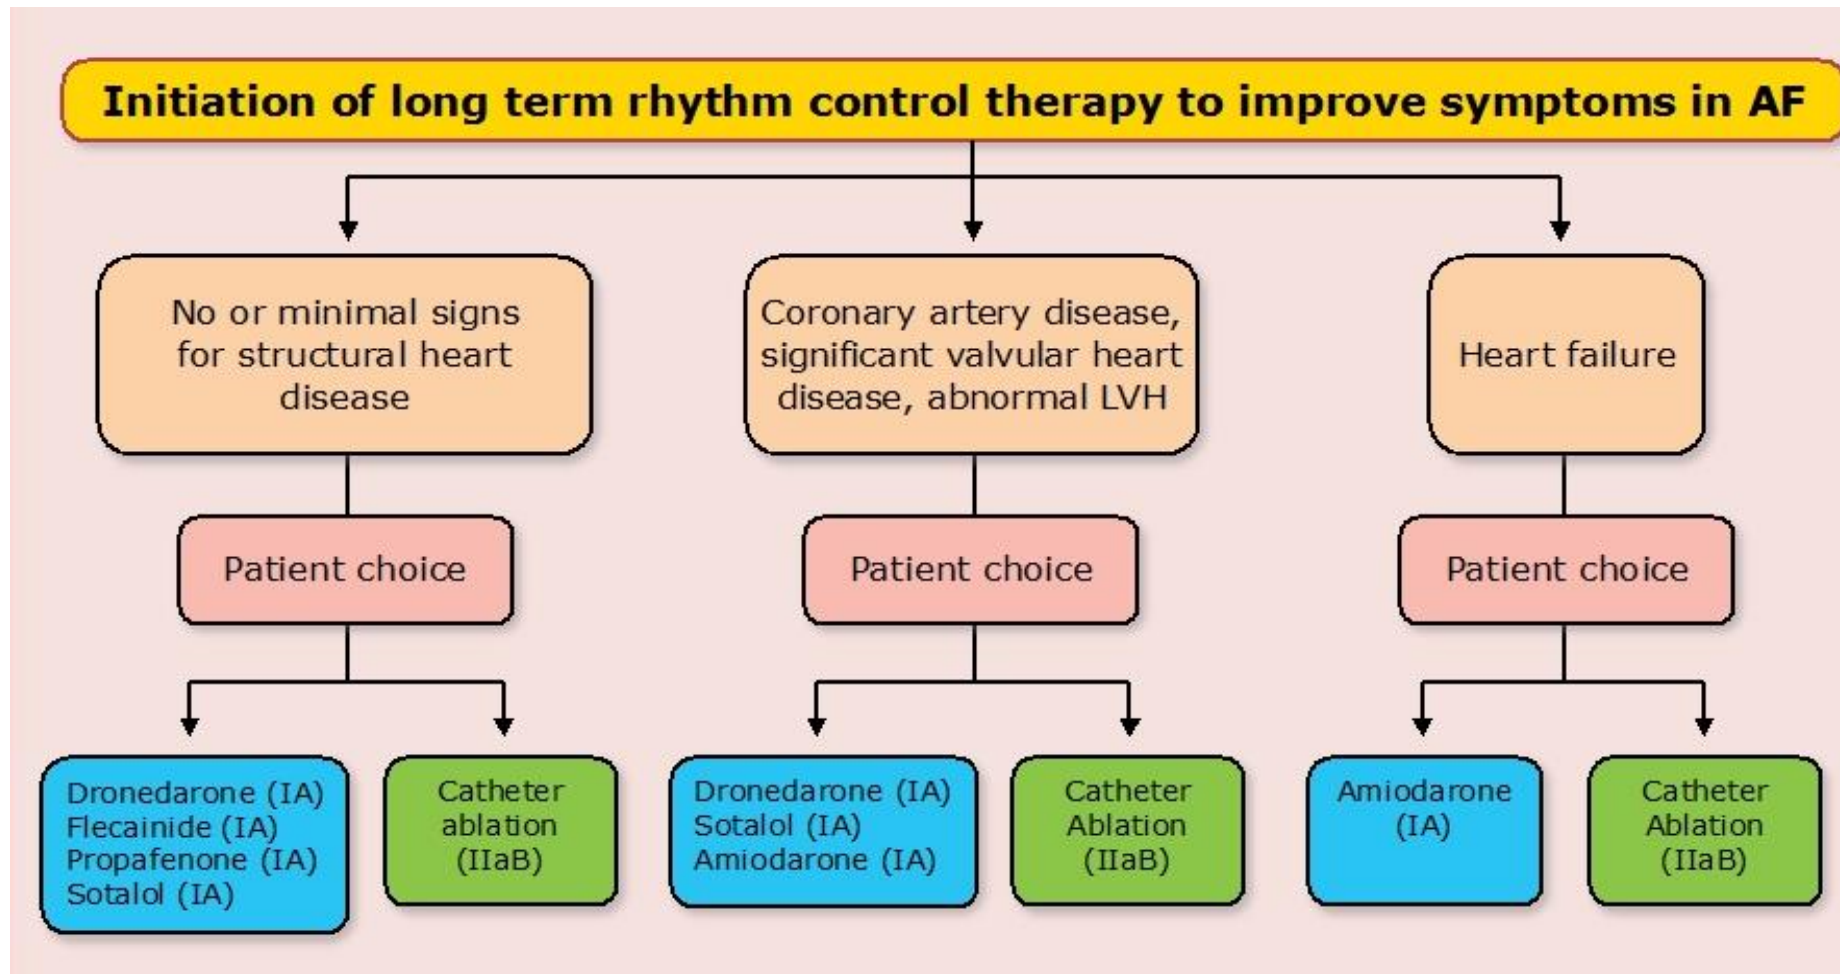 Initiation of long term rhythm control therapy to improve symptoms in AF
No or minimal signs
for structural heart
disease
Coronary artery disease,
significant valvular heart
disease, abnormal LVH
Heart failure
Patient choice
Patient choice
Patient choice
Dronedarone (IA)
Flecainide (IA)
Propafenone (IA)
Sotalol (IA)
Catheter
ablation
(IIaB)
Dronedarone (IA)
Sotalol (IA)
Amiodarone (IA)
Catheter
Ablation
(IIaB)
Amiodarone
(IA)
Catheter
Ablation
(IIaB)